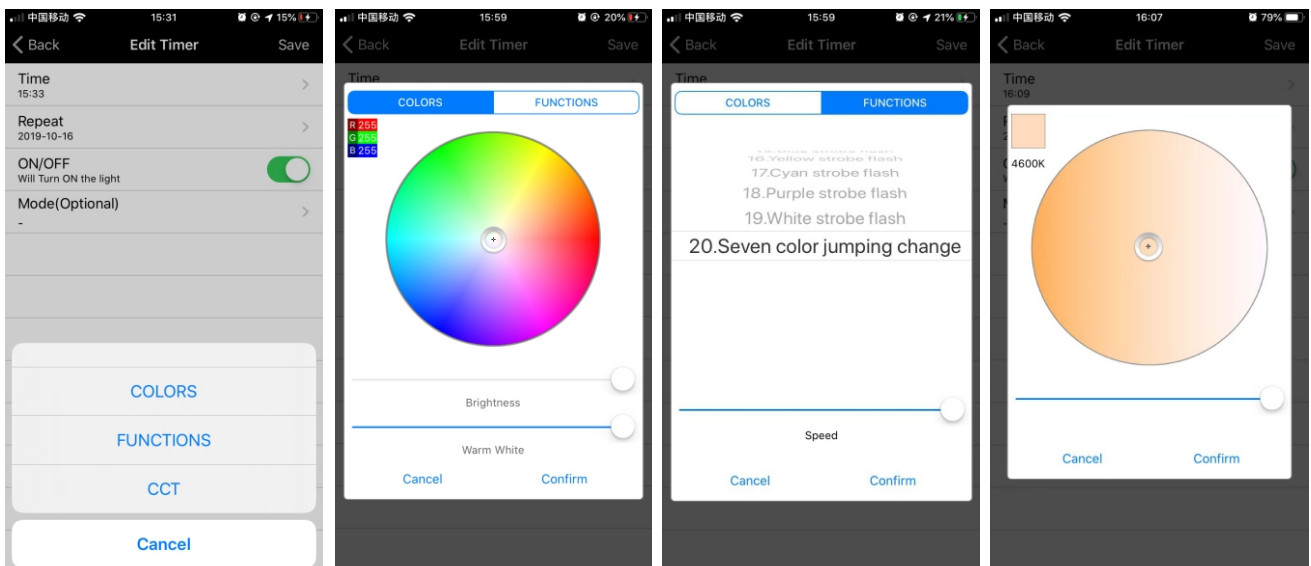 中国移动 15:31 15%
Back Edit Timer Save
Time
15:33
Repeat
2019-10-16
ON/OFF
Will Turn ON the light
Mode(Optional)
-
COLORS
FUNCTIONS
CCT
Cancel
中国移动 15:59 20%
Back Edit Timer Save
Time
COLORS FUNCTIONS
R 255
G 255
B 255
Brightness
Warm White
Cancel Confirm
中国移动 15:59 21%
Back Edit Timer Save
Time
COLORS FUNCTIONS
16.Yellow strobe flash
17.Cyan strobe flash
18.Purple strobe flash
19.White strobe flash
20.Seven color jumping change
Speed
Cancel Confirm
中国移动 16:07 79%
Back Edit Timer Save
Time
16:09
4600K
Cancel Confirm